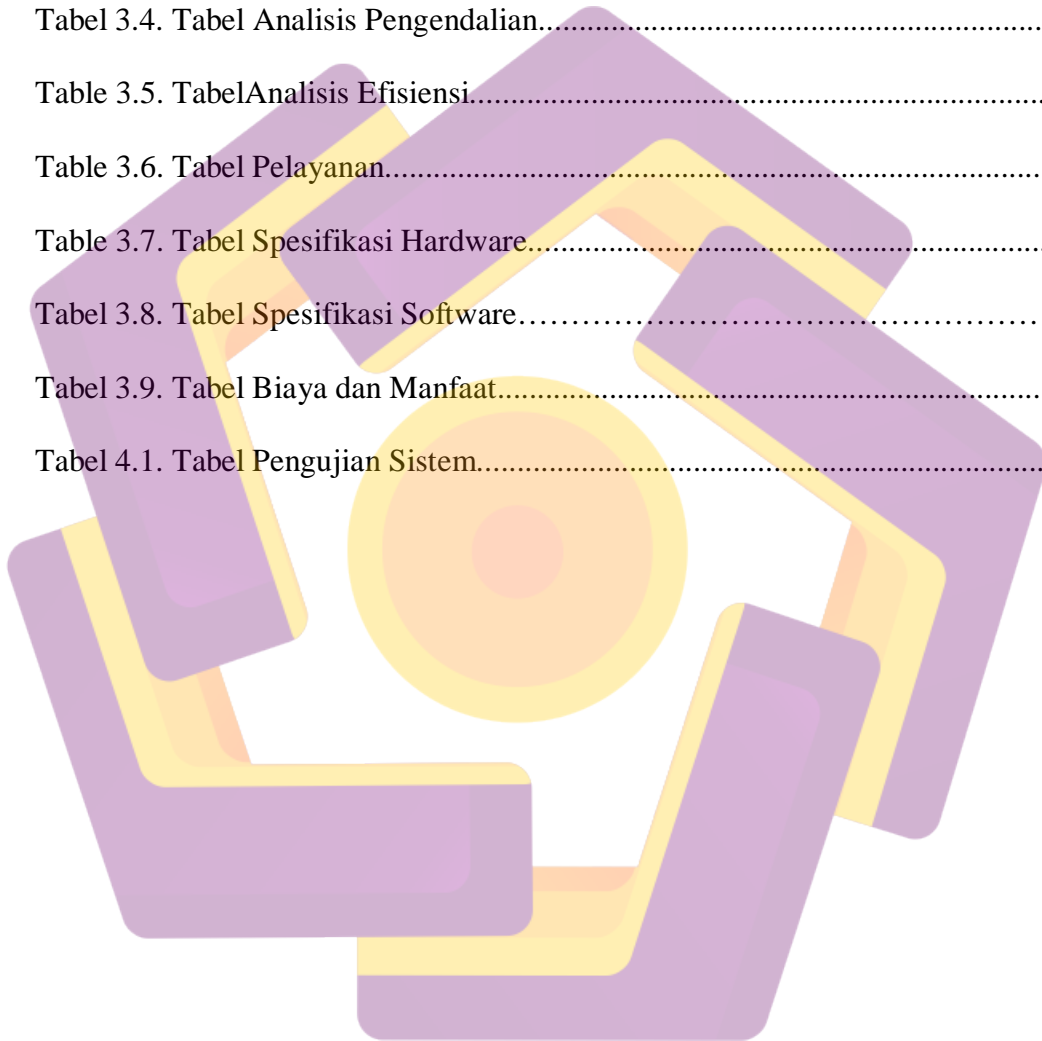 Tabel 3.4. Tabel Analisis Pengendalian..............................................................................
Table 3.5. TabelAnalisis Efisiensi.......................................................................................
Table 3.6. Tabel Pelayanan..................................................................................................
Table 3.7. Tabel Spesifikasi Hardware................................................................................
Tabel 3.8. Tabel Spesifikasi Software………………………………………………
Tabel 3.9. Tabel Biaya dan Manfaat....................................................................................
Tabel 4.1. Tabel Pengujian Sistem.......................................................................................